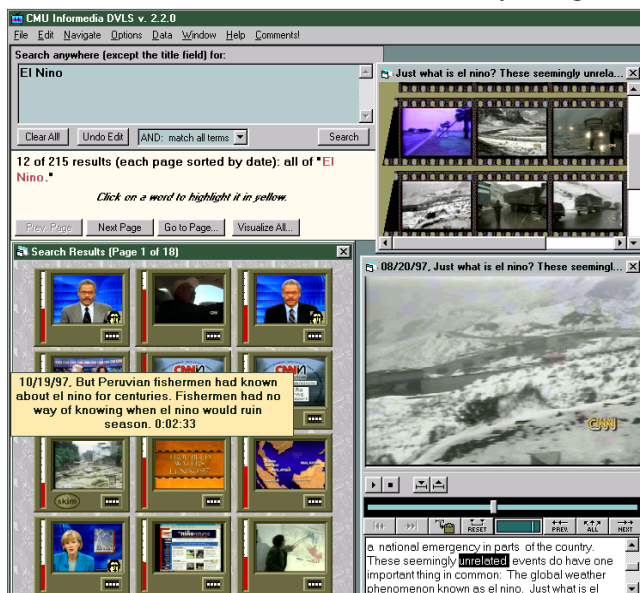 CMU Informedia DVLS v. 2.2.0
File Edit Navigate Options Data Window Help Comments!
Search anywhere (except the title field) for:
El Nino
Clear All! Undo Edit AND: match all terms Search
12 of 215 results (each page sorted by date): all of "El
Nino."
Click on a word to highlight it in yellow.
Prev. Page Next Page Go to Page... Visualize All...
Just what is el nino? These seemingly unrela...
Search Results (Page 1 of 18)
CNN
10/19/97, But Peruvian fishermen had known
about el nino for centuries. Fishermen had no
way of knowing when el nino would ruin
season. 0:02:33
skim
TROUBLED
WATERS
MALAYSIA
08/20/97, Just what is el nino? These seemingl...
CNN
RESET PREV. ALL NEXT
a national emergency in parts of the country.
These seemingly unrelated events do have one
important thing in common: The global weather
phenomenon known as el nino. Just what is el